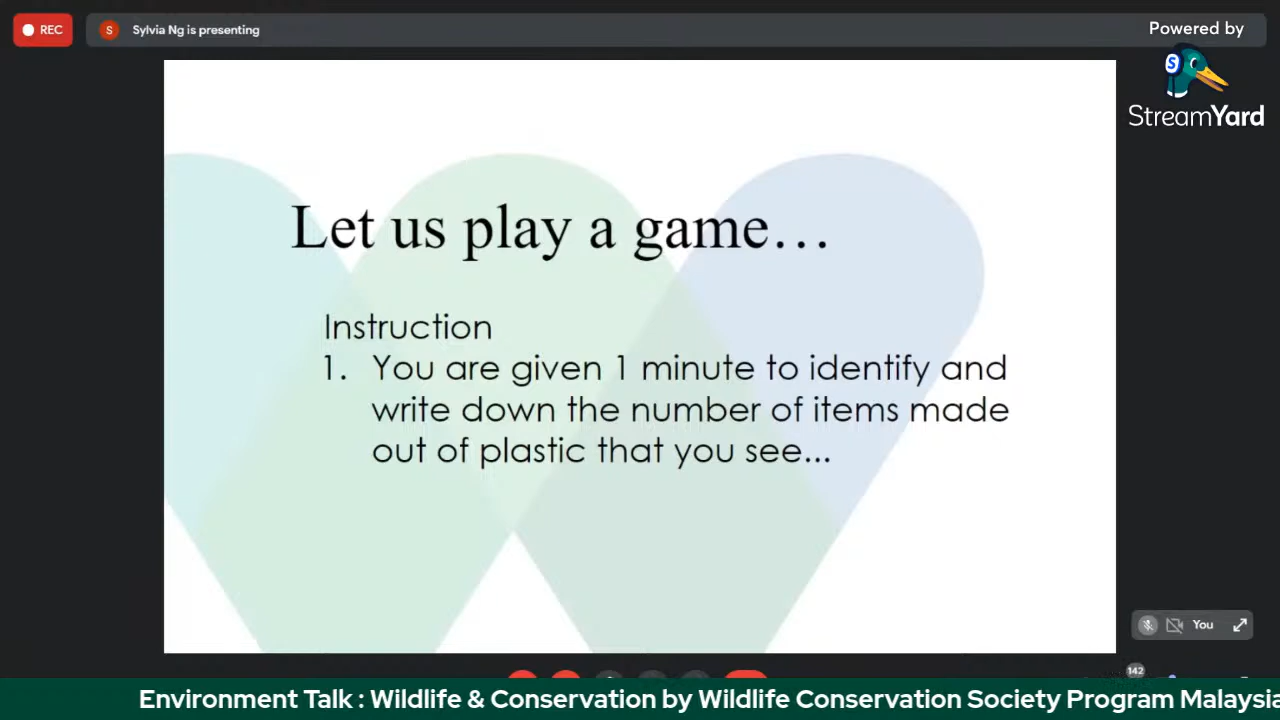 REC
S
Sylvia Ng is presenting
Powered by
S
StreamYard
Let us play a game…
Instruction
1. You are given 1 minute to identify and
write down the number of items made
out of plastic that you see...
You
142
Environment Talk : Wildlife & Conservation by Wildlife Conservation Society Program Malaysia